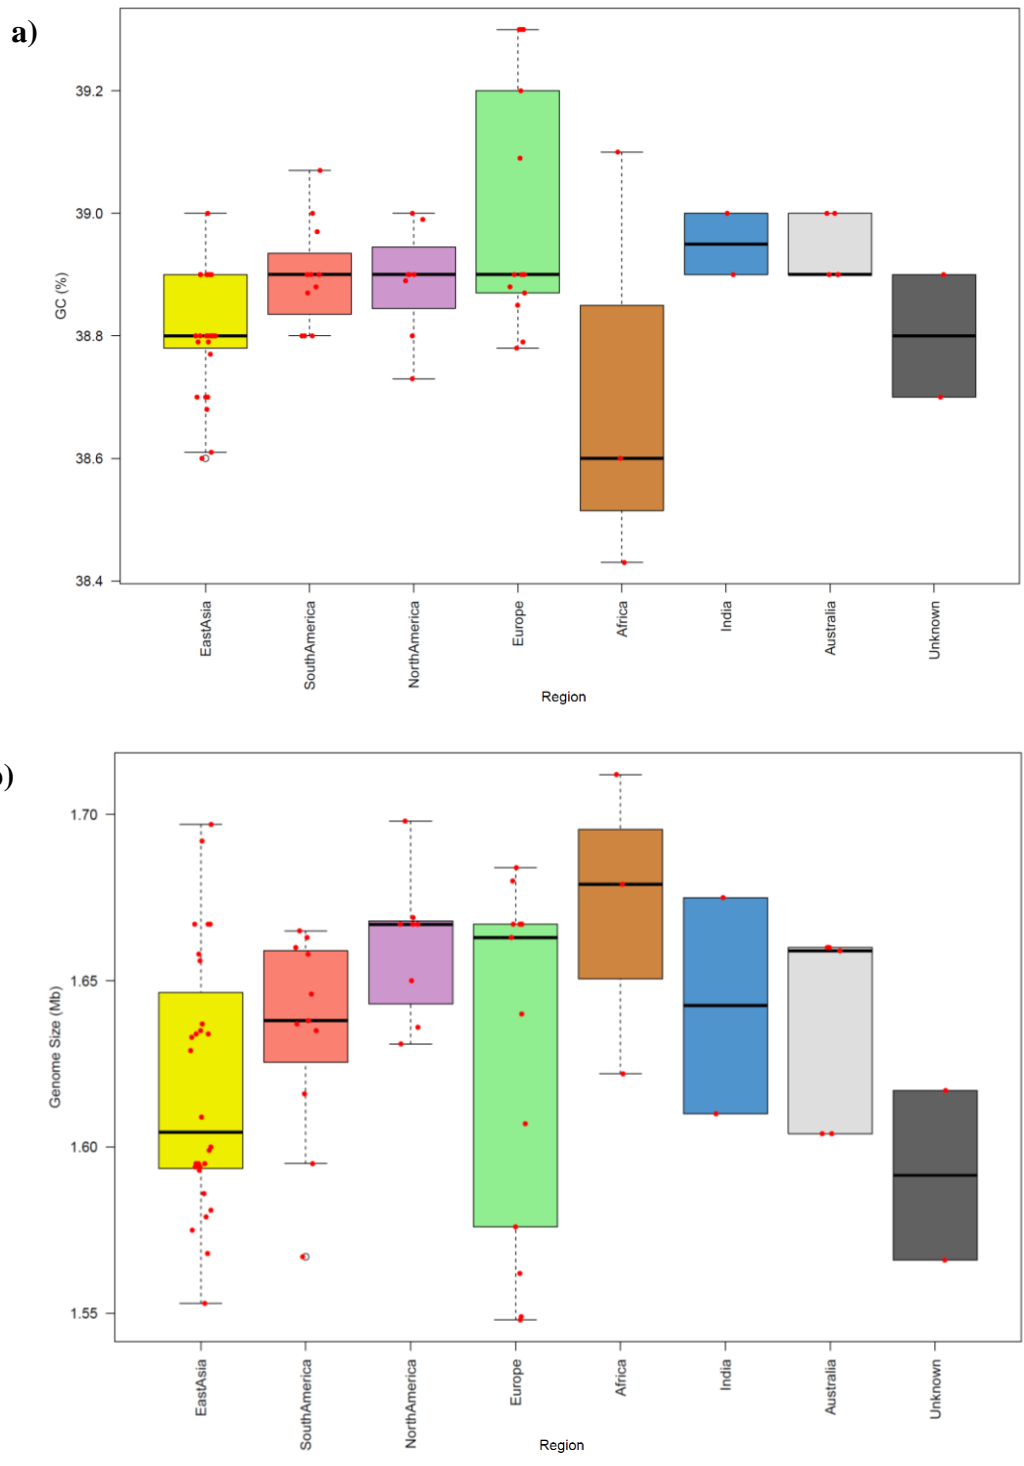 a)
39.2
39.0
38.8
38.6
38.4
GC (%)
EastAsia
SouthAmerica
NorthAmerica
Europe
Africa
India
Australia
Unknown
Region
)
1.70
1.65
1.60
1.55
Genome Size (Mb)
EastAsia
SouthAmerica
NorthAmerica
Europe
Africa
India
Australia
Unknown
Region